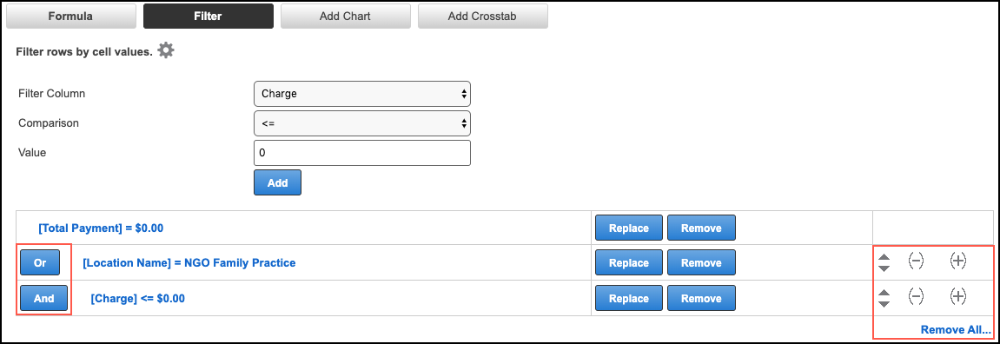 Formula Filter Add Chart Add Crosstab
Filter rows by cell values.
Filter Column Charge
Comparison <=
Value 0
Add
[Total Payment] = $0.00 Replace Remove
Or [Location Name] = NGO Family Practice Replace Remove (−) (+)
And [Charge] <= $0.00 Replace Remove (−) (+)
Remove All...